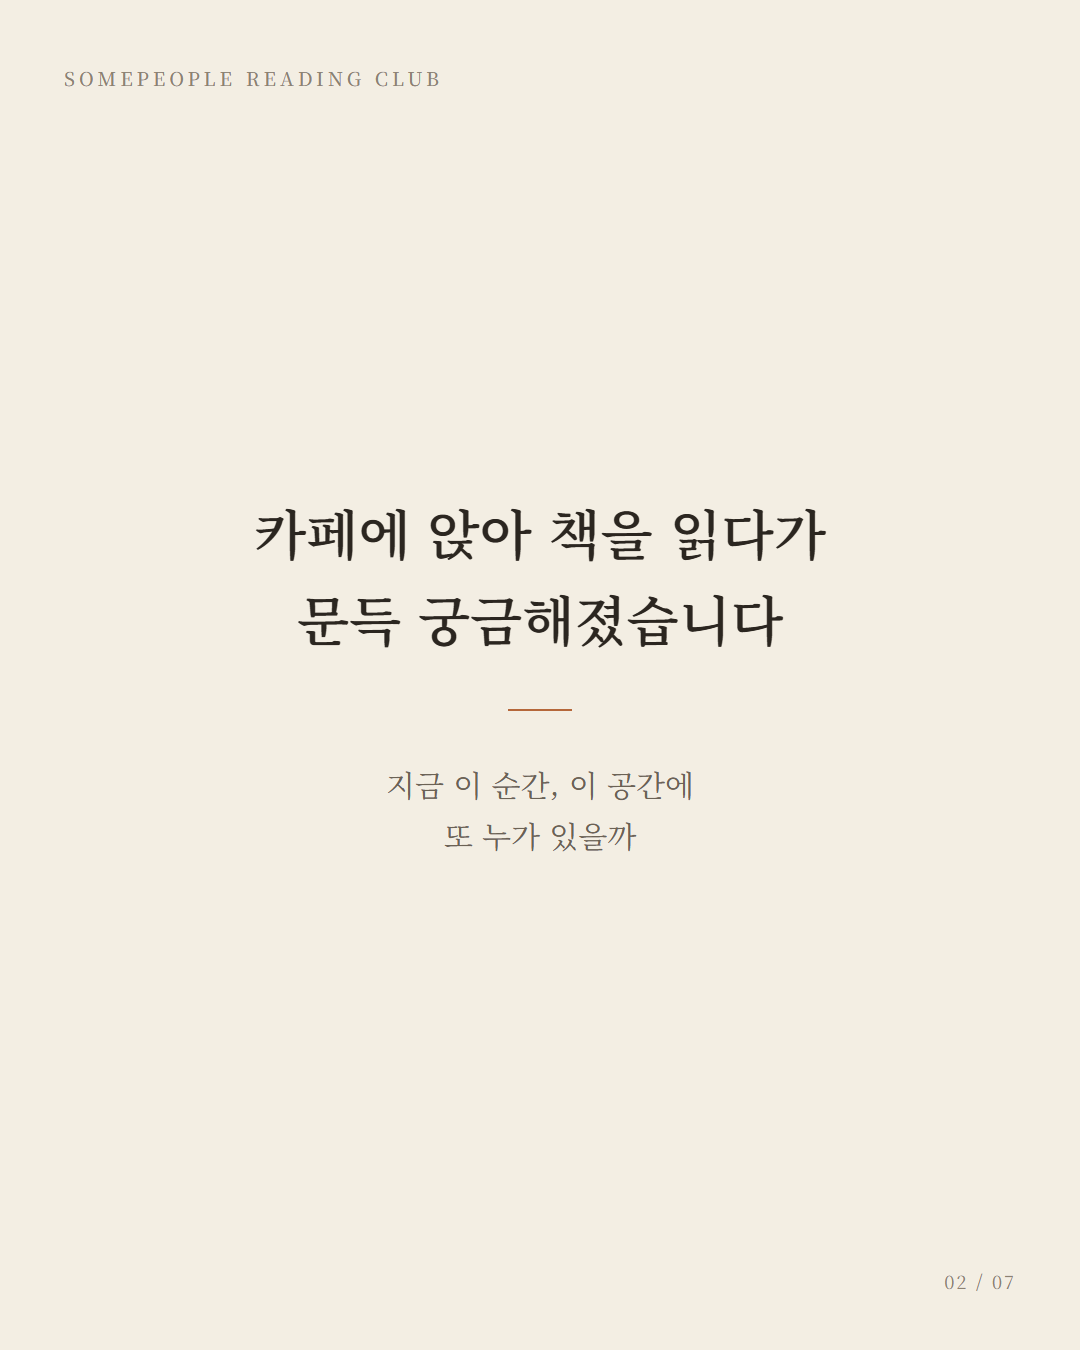 SOMEPEOPLE READING CLUB
카페에 앉아 책을 읽다가
문득 궁금해졌습니다
지금 이 순간, 이 공간에
또 누가 있을까
02 / 07